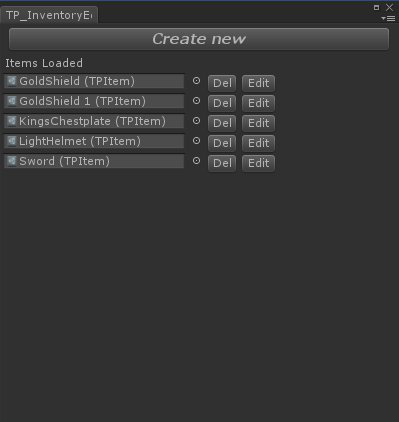 TP_InventoryE
Create new
Items Loaded
GoldShield (TPItem) Del Edit
GoldShield 1 (TPItem) Del Edit
KingsChestplate (TPItem) Del Edit
LightHelmet (TPItem) Del Edit
Sword (TPItem) Del Edit